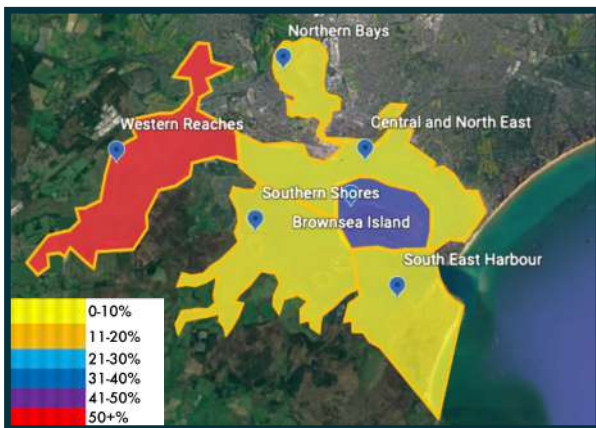 Northern Bays
Western Reaches
Central and North East
Southern Shores
Brownsea Island
South East Harbour
0-10%
11-20%
21-30%
31-40%
41-50%
50+%